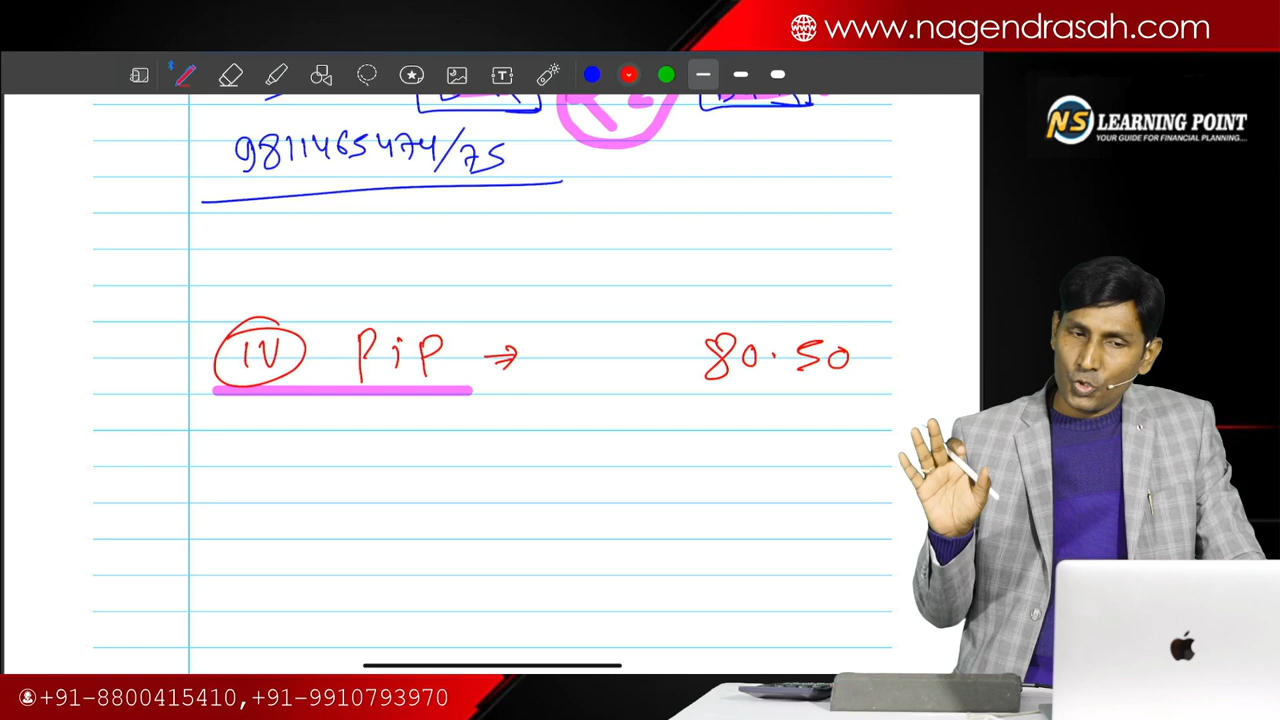 www.nagendrasah.com
NS LEARNING POINT
YOUR GUIDE FOR FINANCIAL PLANNING....
9811465474/75
IV PiP ⇒ 80.50
+91-8800415410,+91-9910793970